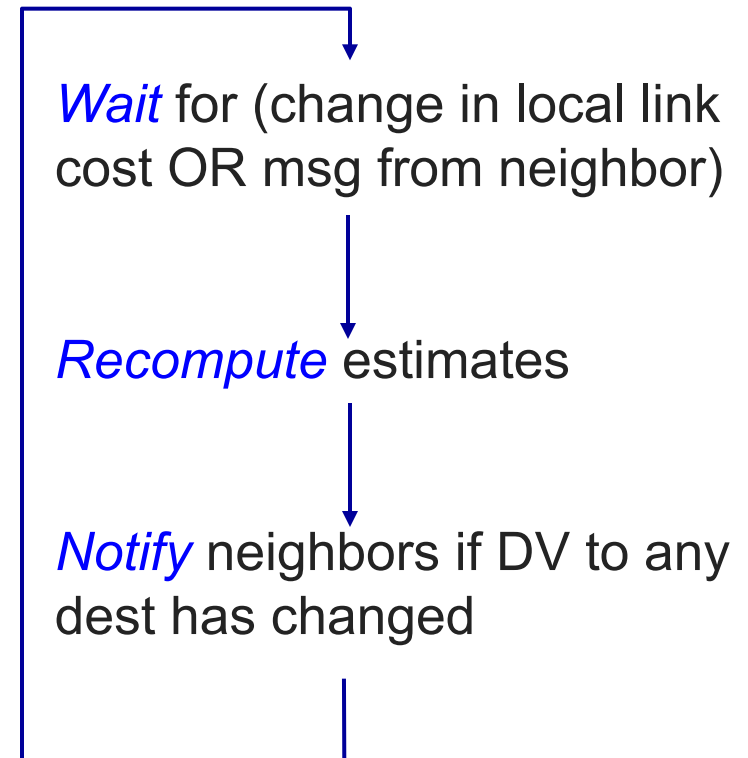 Wait for (change in local link
cost OR msg from neighbor)
Recompute estimates
Notify neighbors if DV to any
dest has changed